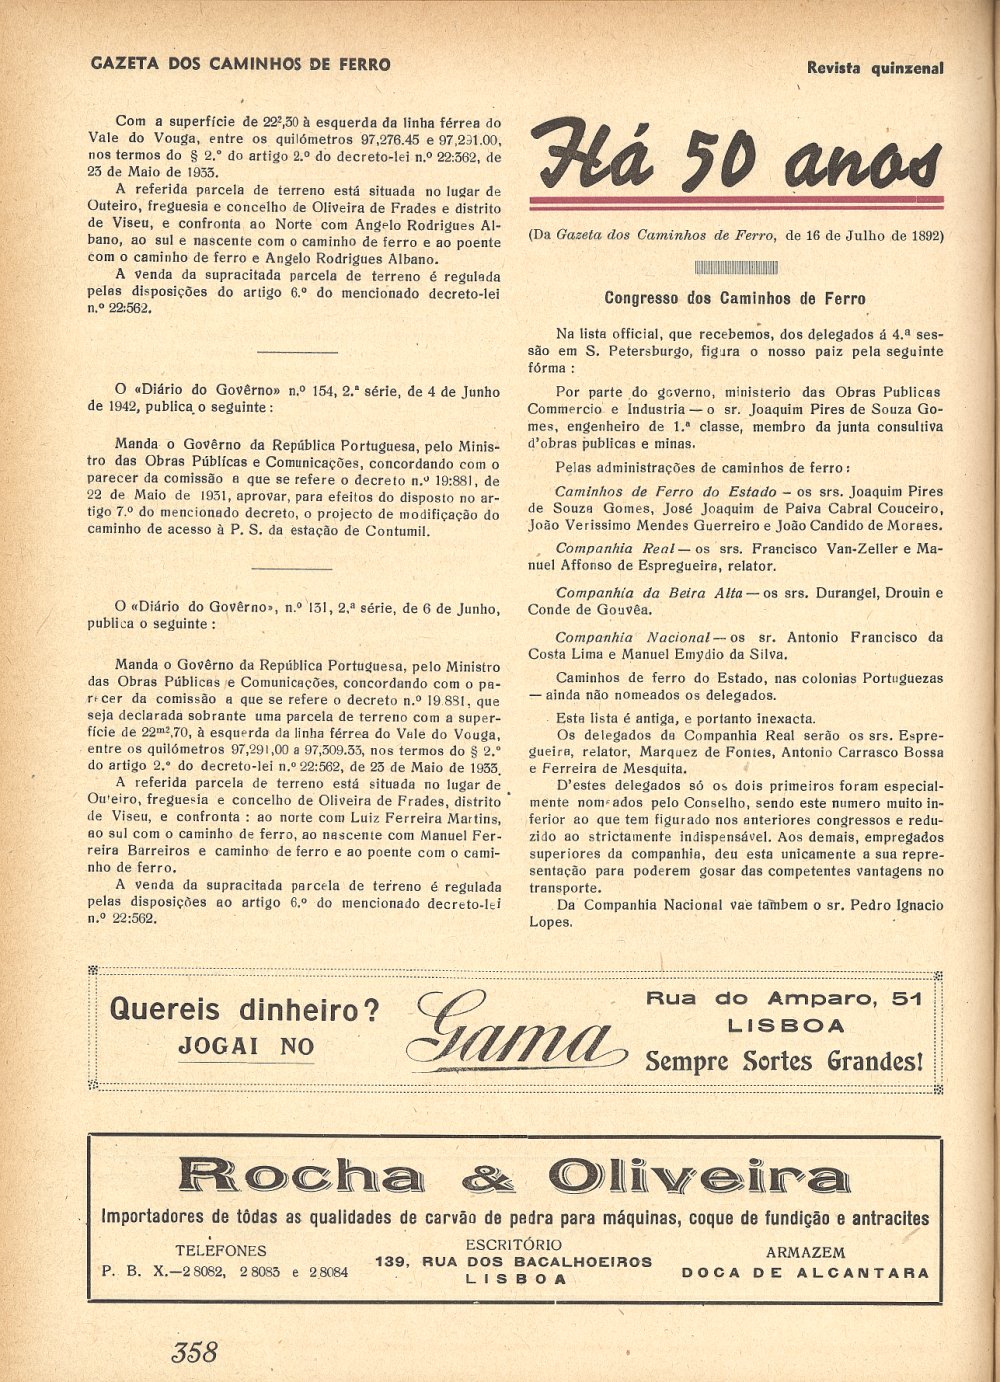 GAZETA DOS CAMINHOS DE FERRO
Revista quinzenal
Com a superfície de 22²,30 à esquerda da linha férrea do
Vale do Vouga, entre os quilómetros 97,276.45 e 97,291.00,
nos termos do § 2.° do artigo 2.° do decreto-lei n.° 22:562, de
23 de Maio de 1933.
A referida parcela de terreno está situada no lugar de
Outeiro, freguesia e concelho de Oliveira de Frades e distrito
de Viseu, e confronta ao Norte com Angelo Rodrigues Al-
bano, ao sul e nascente com o caminho de ferro e ao poente
com o caminho de ferro e Angelo Rodrigues Albano.
A venda da supracitada parcela de terreno é regulada
pelas disposições do artigo 6.° do mencionado decreto-lei
n.° 22:562.
O «Diário do Govêrno» n.° 154, 2.ª série, de 4 de Junho
de 1942, publica o seguinte:
Manda o Govêrno da República Portuguesa, pelo Minis-
tro das Obras Públicas e Comunicações, concordando com o
parecer da comissão a que se refere o decreto n.° 19:881, de
22 de Maio de 1931, aprovar, para efeitos do disposto no ar-
tigo 7.° do mencionado decreto, o projecto de modificação do
caminho de acesso à P. S. da estação de Contumil.
O «Diário do Govêrno», n.° 131, 2.ª série, de 6 de Junho,
publica o seguinte:
Manda o Govêrno da República Portuguesa, pelo Ministro
das Obras Públicas e Comunicações, concordando com o pa-
recer da comissão a que se refere o decreto n.° 19.881, que
seja declarada sobrante uma parcela de terreno com a super-
fície de 22m2,70, à esquerda da linha férrea do Vale do Vouga,
entre os quilómetros 97,291,00 a 97,309.33, nos termos do § 2.°
do artigo 2.° do decreto-lei n.° 22:562, de 23 de Maio de 1933.
A referida parcela de terreno está situada no lugar de
Outeiro, freguesia e concelho de Oliveira de Frades, distrito
de Viseu, e confronta: ao norte com Luiz Ferreira Martins,
ao sul com o caminho de ferro, ao nascente com Manuel Fer-
reira Barreiros e caminho de ferro e ao poente com o cami-
nho de ferro.
A venda da supracitada parcela de terreno é regulada
pelas disposições ao artigo 6.° do mencionado decreto-lei
n.° 22:562.
Há 50 anos
(Da Gazeta dos Caminhos de Ferro, de 16 de Julho de 1892)
Congresso dos Caminhos de Ferro
Na lista official, que recebemos, dos delegados á 4.ª ses-
são em S. Petersburgo, figura o nosso paiz pela seguinte
fórma:
Por parte do governo, ministerio das Obras Publicas
Commercio e Industria — o sr. Joaquim Pires de Souza Go-
mes, engenheiro de 1.ª classe, membro da junta consultiva
d'obras publicas e minas.
Pelas administrações de caminhos de ferro:
Caminhos de Ferro do Estado – os srs. Joaquim Pires
de Souza Gomes, José Joaquim de Paiva Cabral Couceiro,
João Verissimo Mendes Guerreiro e João Candido de Moraes.
Companhia Real — os srs. Francisco Van-Zeller e Ma-
nuel Affonso de Espregueira, relator.
Companhia da Beira Alta — os srs. Durangel, Drouin e
Conde de Gouvêa.
Companhia Nacional — os sr. Antonio Francisco da
Costa Lima e Manuel Emydio da Silva.
Caminhos de ferro do Estado, nas colonias Portuguezas
— ainda não nomeados os delegados.
Esta lista é antiga, e portanto inexacta.
Os delegados da Companhia Real serão os srs. Espre-
gueira, relator, Marquez de Fontes, Antonio Carrasco Bossa
e Ferreira de Mesquita.
D'estes delegados só os dois primeiros foram especial-
mente nomeados pelo Conselho, sendo este numero muito in-
ferior ao que tem figurado nos anteriores congressos e redu-
zido ao strictamente indispensável. Aos demais, empregados
superiores da companhia, deu esta unicamente a sua repre-
sentação para poderem gosar das competentes vantagens no
transporte.
Da Companhia Nacional vae tambem o sr. Pedro Ignacio
Lopes.
Quereis dinheiro?
JOGAI NO
Gama
Rua do Amparo, 51
LISBOA
Sempre Sortes Grandes!
Rocha & Oliveira
Importadores de tôdas as qualidades de carvão de pedra para máquinas, coque de fundição e antracites
TELÉFONES
P. B. X.—2 8082, 2 8083 e 2 8084
ESCRITÓRIO
139, RUA DOS BACALHOEIROS
LISBOA
ARMAZEM
DOCA DE ALCANTARA
358